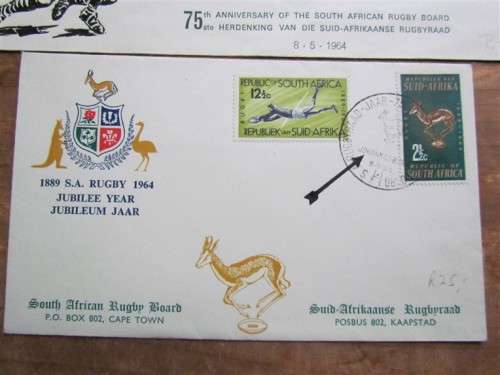 75th ANNIVERSARY OF THE SOUTH AFRICAN RUGBY BOARD
ste HERDENKING VAN DIE SUID-AFRIKAANSE RUGBYRAAD
8-5-1964
1889 S.A. RUGBY 1964
JUBILEE YEAR
JUBILEUM JAAR
REPUBLIC OF SOUTH AFRICA
12½c
RUGBY
REPUBLIEK VAN SUID-AFRIKA
REPUBLIEK VAN
SUID-AFRIKA
2½c
REPUBLIC OF
SOUTH AFRICA
South African Rugby Board
P.O. BOX 802, CAPE TOWN
Suid-Afrikaanse Rugbyraad
POSBUS 802, KAAPSTAD
R25,-